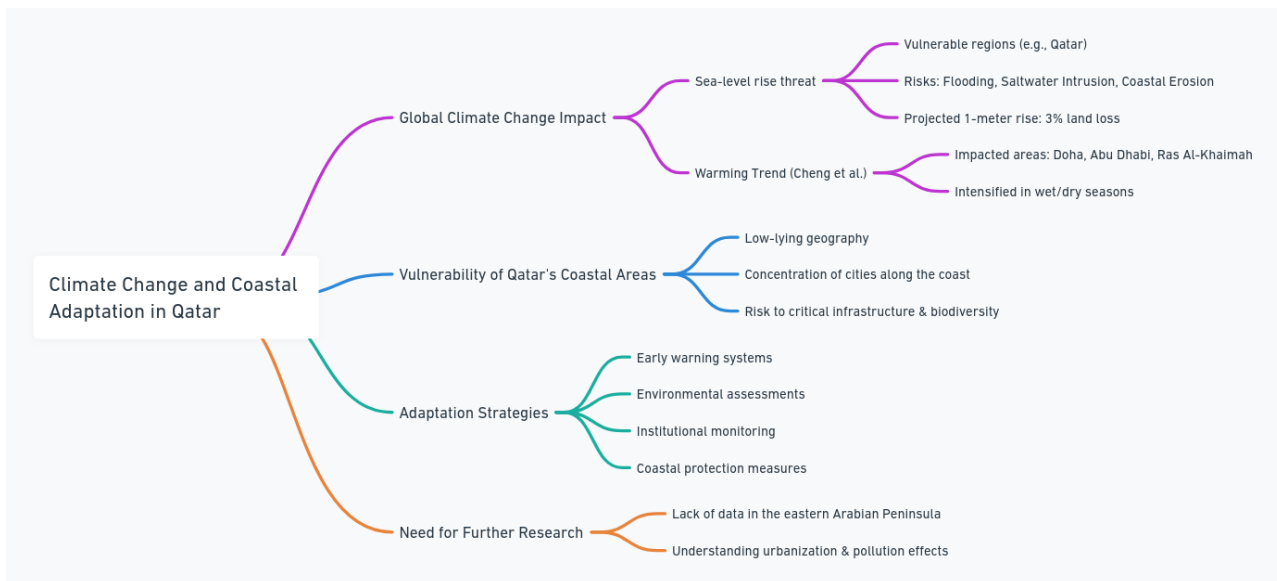 Climate Change and Coastal
Adaptation in Qatar
Global Climate Change Impact
Sea-level rise threat
Vulnerable regions (e.g., Qatar)
Risks: Flooding, Saltwater Intrusion, Coastal Erosion
Projected 1-meter rise: 3% land loss
Warming Trend (Cheng et al.)
Impacted areas: Doha, Abu Dhabi, Ras Al-Khaimah
Intensified in wet/dry seasons
Vulnerability of Qatar's Coastal Areas
Low-lying geography
Concentration of cities along the coast
Risk to critical infrastructure & biodiversity
Adaptation Strategies
Early warning systems
Environmental assessments
Institutional monitoring
Coastal protection measures
Need for Further Research
Lack of data in the eastern Arabian Peninsula
Understanding urbanization & pollution effects